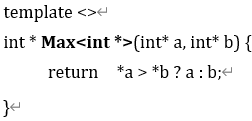 template <>
int * Max<int *>(int* a, int* b) {
return *a > *b ? a : b;
}